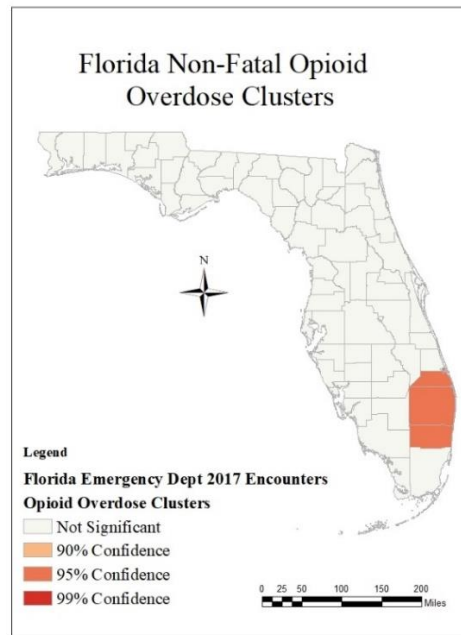 Florida Non-Fatal Opioid
Overdose Clusters
N
Legend
Florida Emergency Dept 2017 Encounters
Opioid Overdose Clusters
Not Significant
90% Confidence
95% Confidence
99% Confidence
0 25 50 100 150 200
Miles